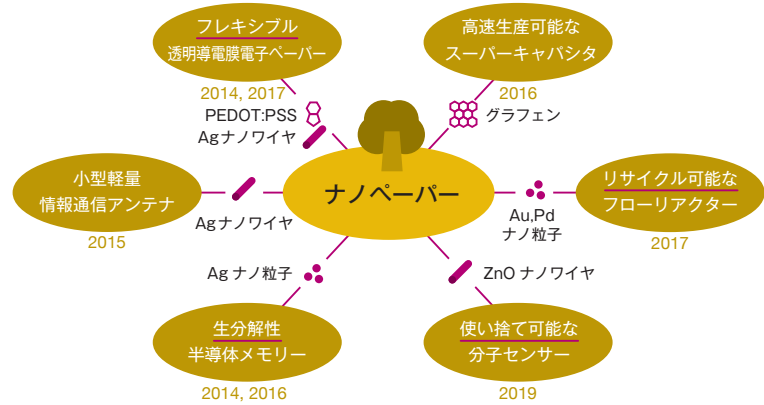 フレキシブル
透明導電膜電子ペーパー
2014, 2017
PEDOT:PSS
Agナノワイヤ
高速生産可能な
スーパーキャパシタ
2016
グラフェン
小型軽量
情報通信アンテナ
2015
Agナノワイヤ
ナノペーパー
Au,Pd
ナノ粒子
リサイクル可能な
フローリアクター
2017
Agナノ粒子
ZnOナノワイヤ
生分解性
半導体メモリー
2014, 2016
使い捨て可能な
分子センサー
2019